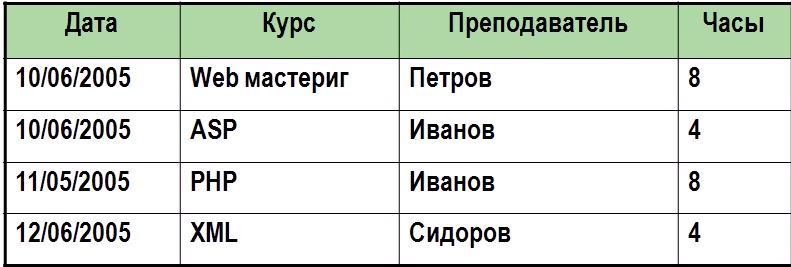 Дата Курс Преподаватель Часы
10/06/2005 Web мастериг Петров 8
10/06/2005 ASP Иванов 4
11/05/2005 PHP Иванов 8
12/06/2005 XML Сидоров 4